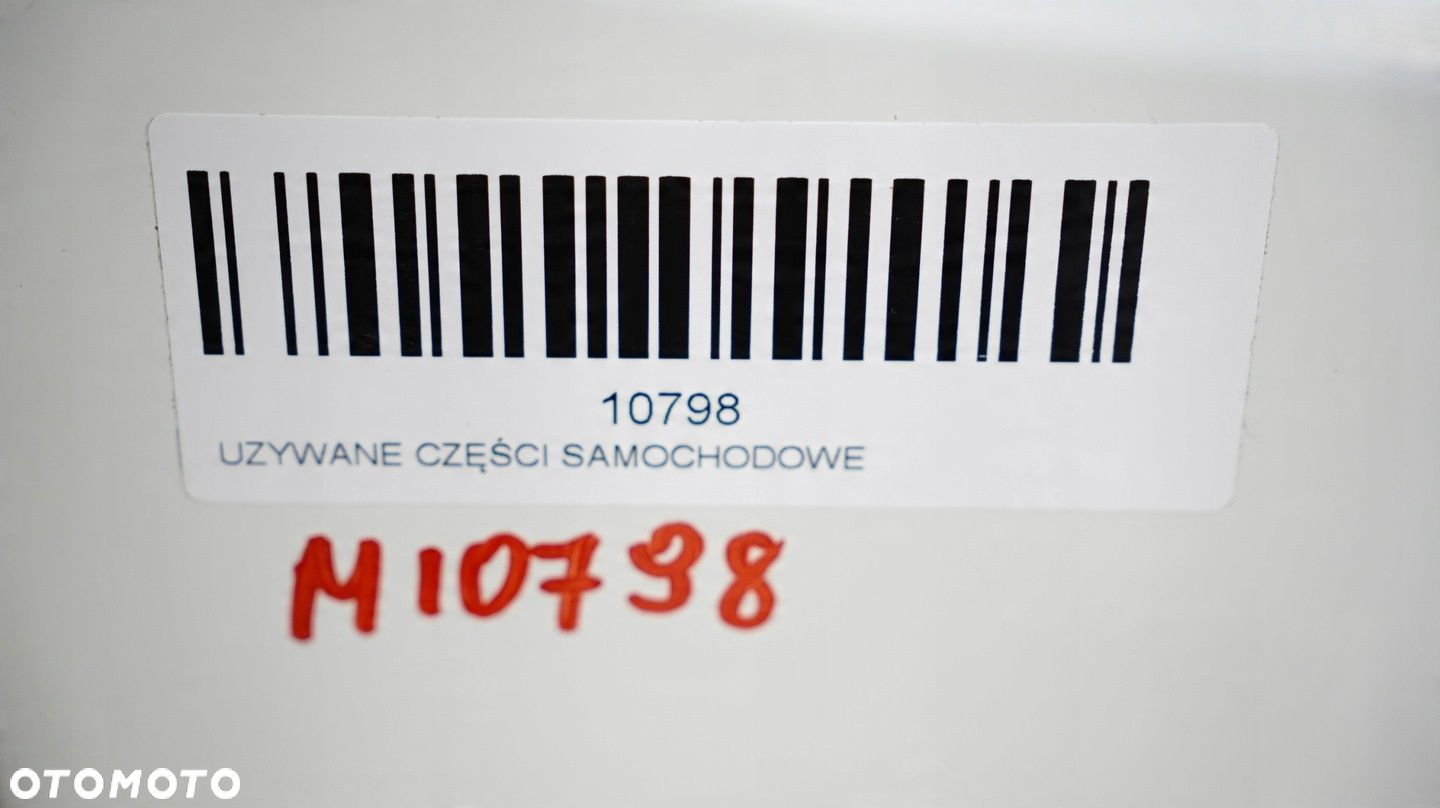 10798
UZYWANE CZĘŚCI SAMOCHODOWE
M10798
OTOMOTO